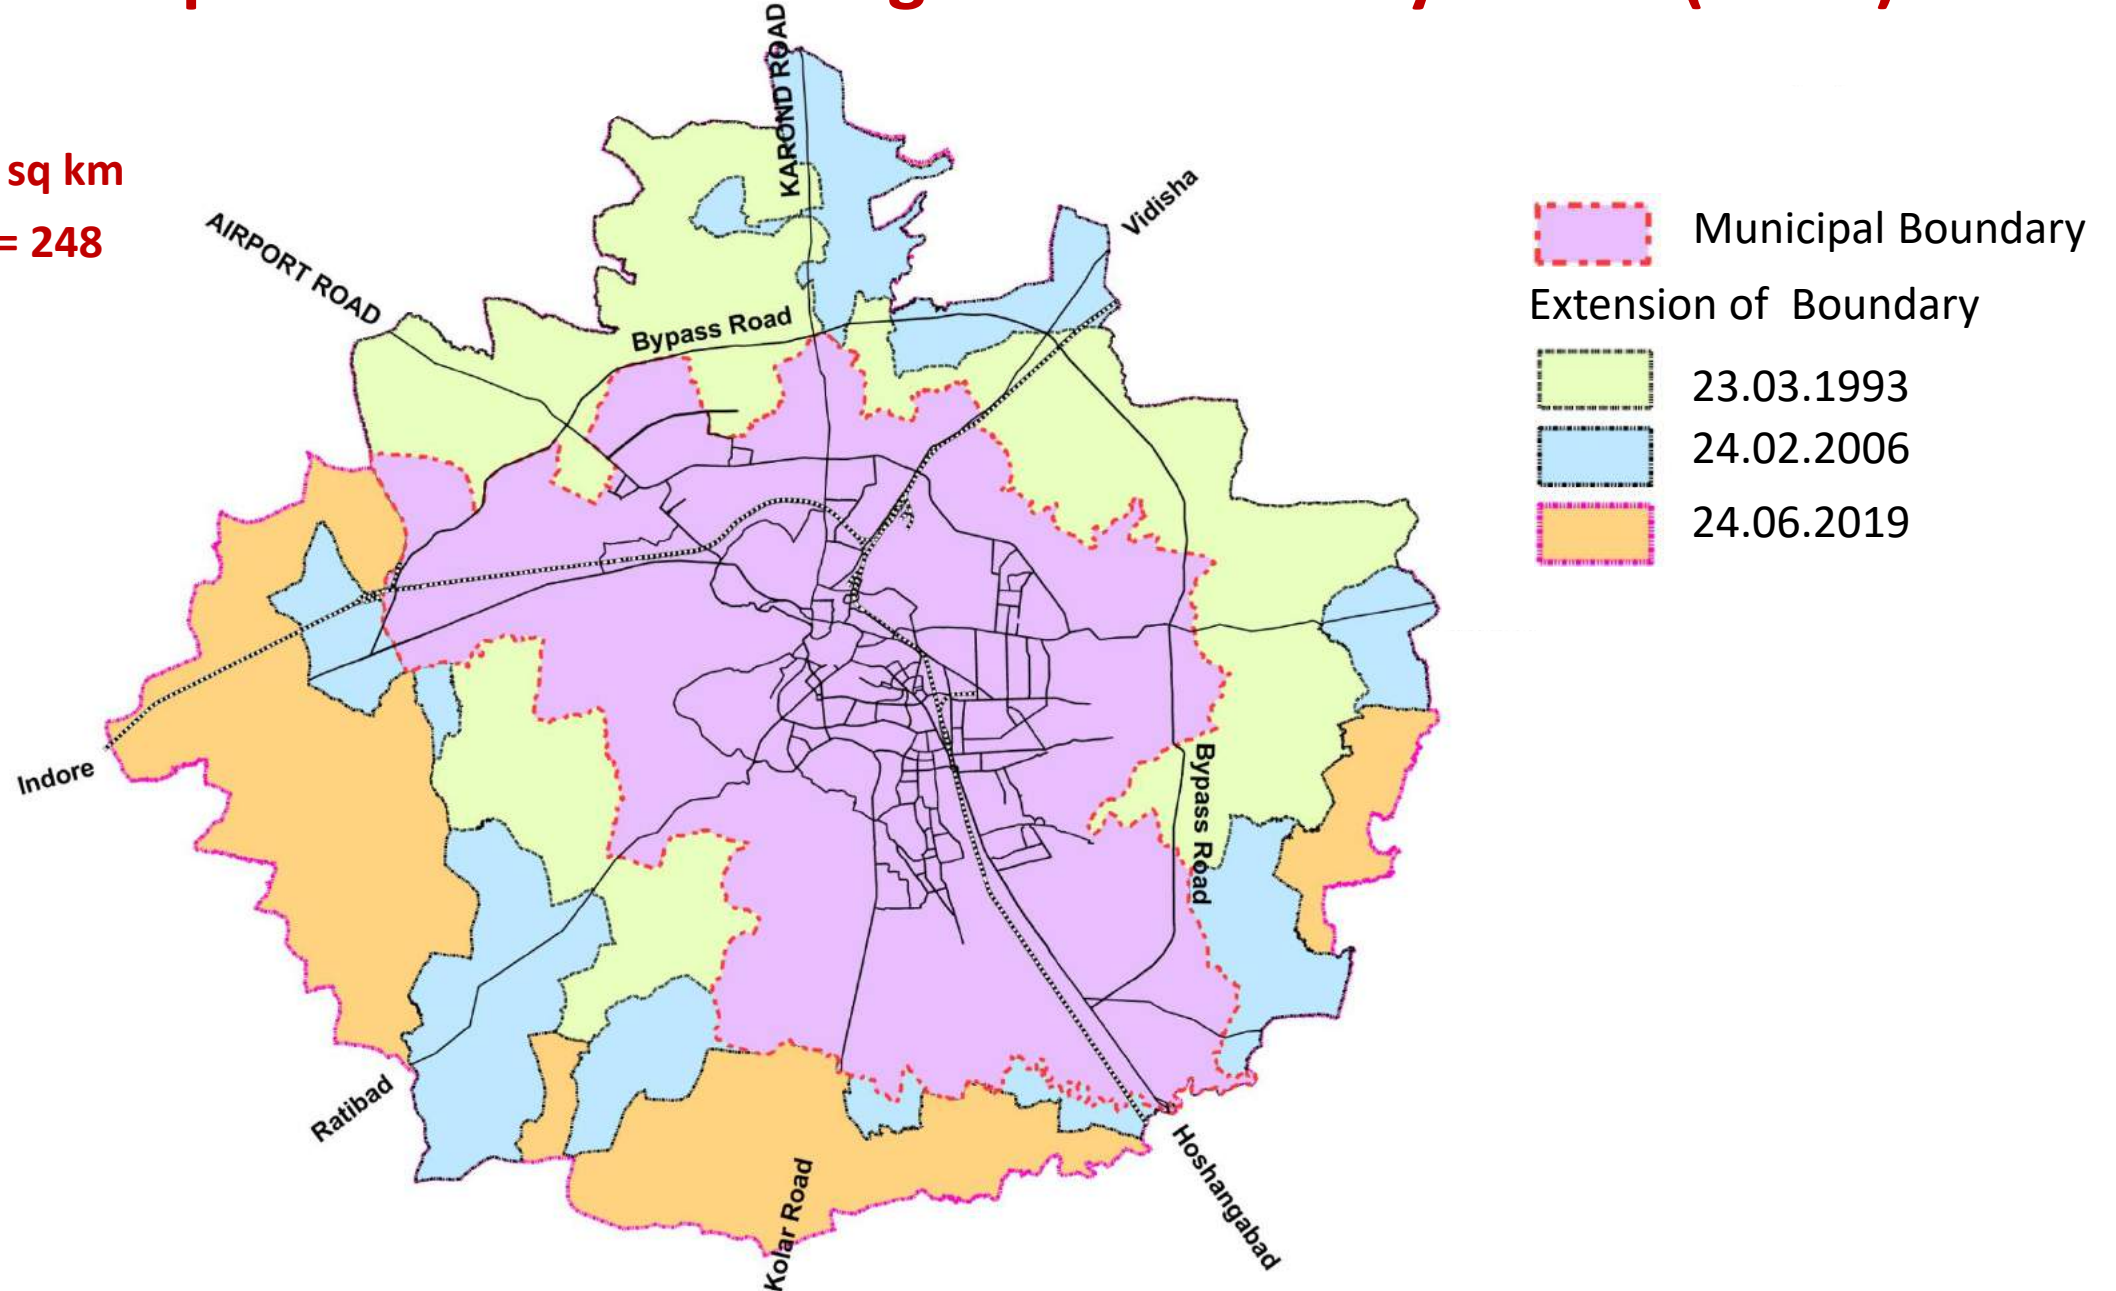 sq km
= 248
KAROND ROAD
Vidisha
AIRPORT ROAD
Bypass Road
Indore
Bypass Road
Ratibad
Kolar Road
Hoshangabad
Municipal Boundary
Extension of Boundary
23.03.1993
24.02.2006
24.06.2019